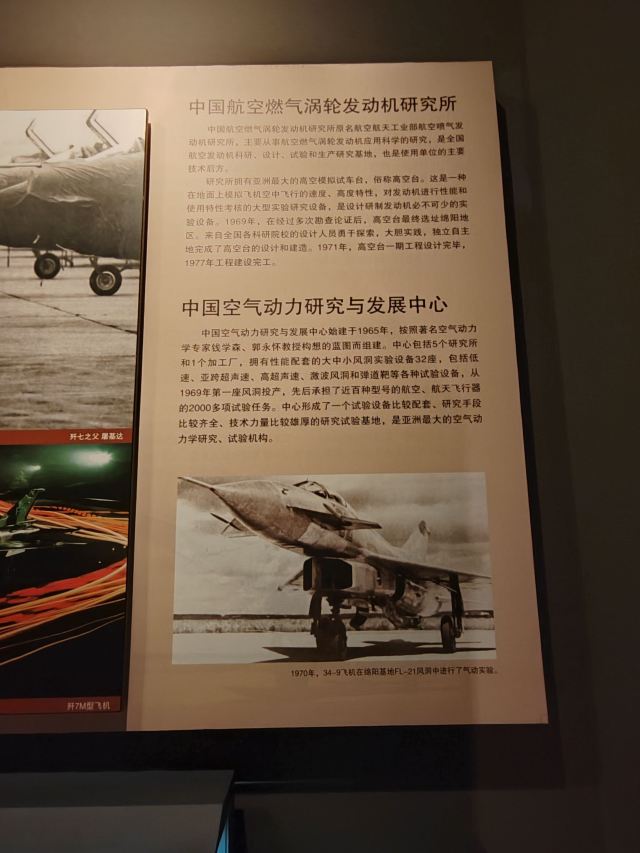 中国航空燃气涡轮发动机研究所
中国航空燃气涡轮发动机研究所原名航空航天工业部航空喷气发
动机研究所，主要从事航空燃气涡轮发动机应用科学的研究，是全国
航空发动机科研、设计、试验和生产研究基地，也是使用单位的主要
技术后方。
研究所拥有亚洲最大的高空模拟试车台，俗称高空台。这是一种
在地面上模拟飞机空中飞行的速度、高度特性，对发动机进行性能和
使用特性考核的大型实验研究设备，是设计研制发动机必不可少的实
验设备。1969年，在经过多次勘查论证后，高空台最终选址绵阳地
区。来自全国各科研院校的设计人员勇于探索，大胆实践，独立自主
地完成了高空台的设计和建造。1971年，高空台一期工程设计完毕，
1977年工程建设完工。
中国空气动力研究与发展中心
中国空气动力研究与发展中心始建于1965年，按照著名空气动力
学专家钱学森、郭永怀教授构想的蓝图而组建。中心包括5个研究所
和1个加工厂，拥有性能配套的大中小风洞实验设备32座，包括低
速、亚跨超声速、高超声速、激波风洞和弹道靶等各种试验设备，从
1969年第一座风洞投产，先后承担了近百种型号的航空、航天飞行器
的2000多项试验任务。中心形成了一个试验设备比较配套、研究手段
比较齐全、技术力量比较雄厚的研究试验基地，是亚洲最大的空气动
力学研究、试验机构。
歼七之父 屠基达
1970年，34-9飞机在绵阳基地FL-21风洞中进行了气动实验。
歼7M型飞机